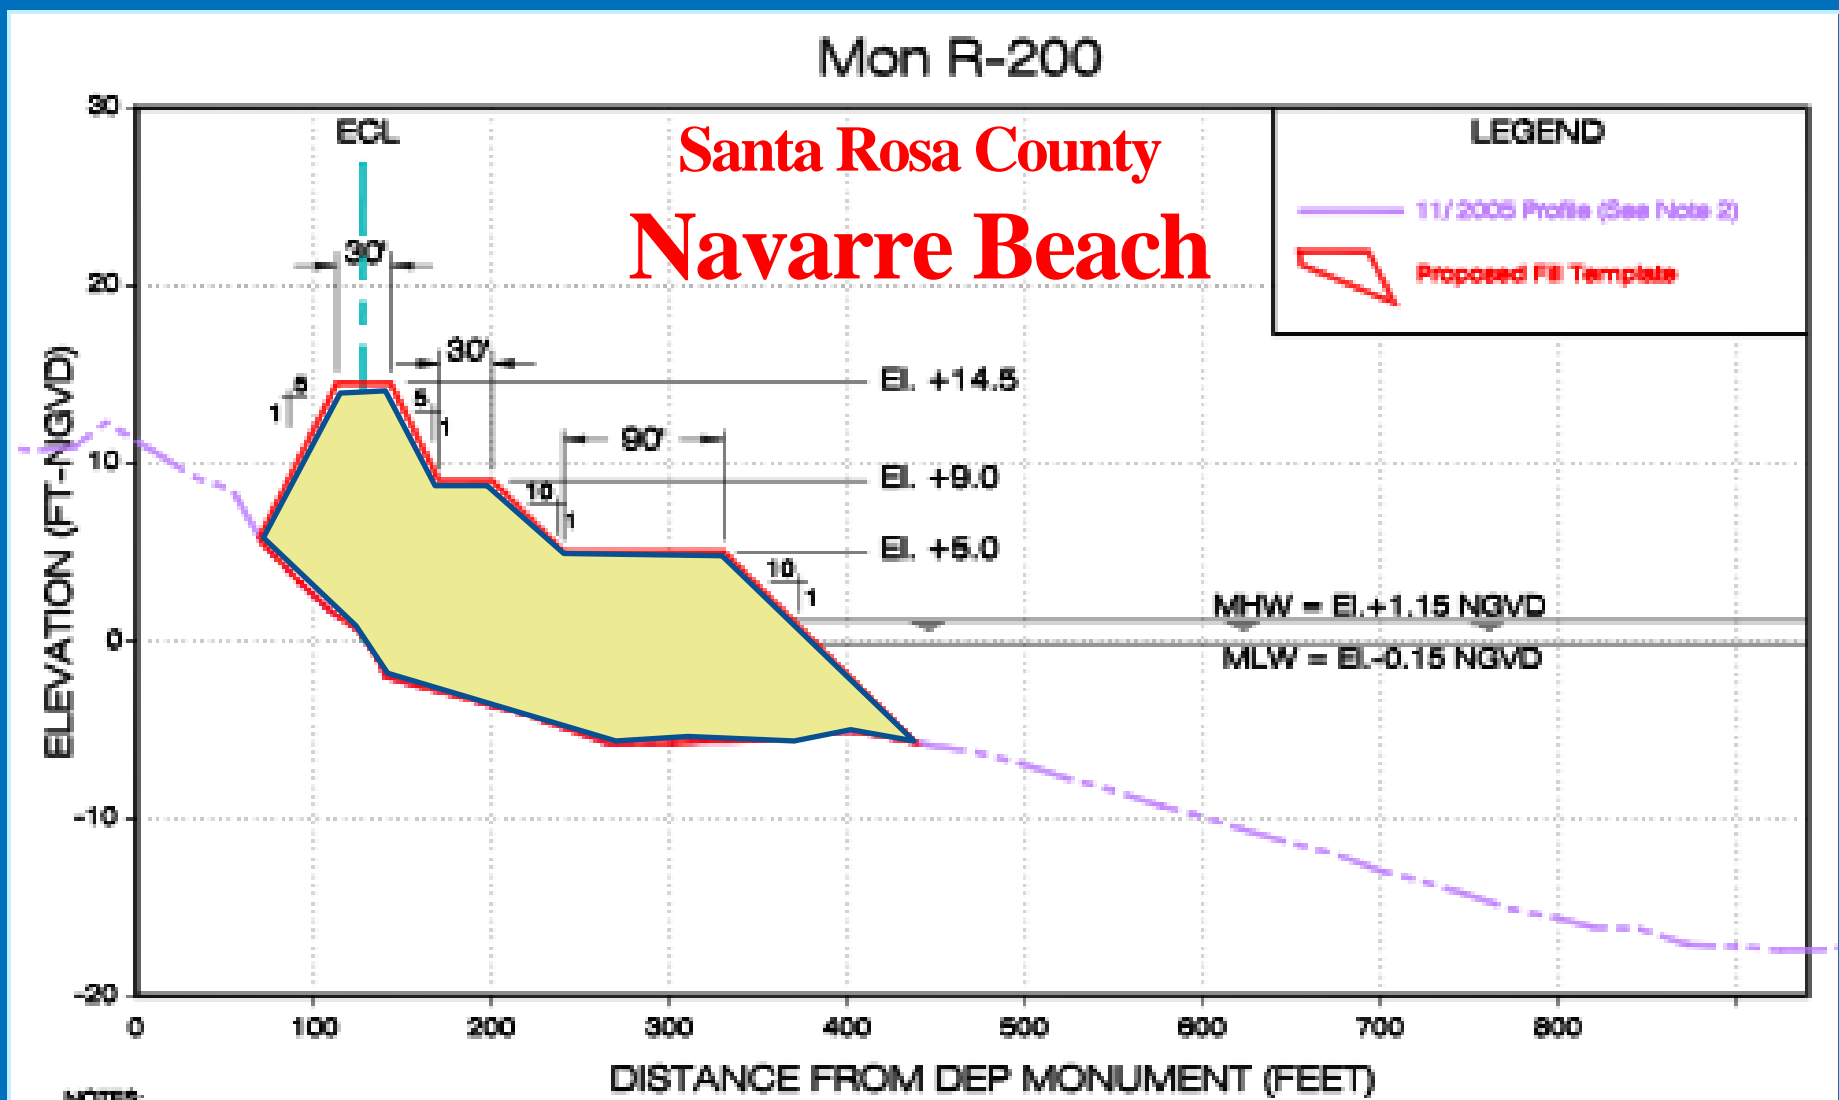 Mon R-200
Santa Rosa County
Navarre Beach
ECL
LEGEND
11/2005 Profile (See Note 2)
Proposed Fill Template
30'
30'
90'
5
1
5
1
10
1
10
1
El. +14.5
El. +9.0
El. +5.0
MHW = El.+1.15 NGVD
MLW = El.-0.15 NGVD
ELEVATION (FT-NGVD)
30
20
10
0
-10
-20
0 100 200 300 400 500 600 700 800
DISTANCE FROM DEP MONUMENT (FEET)
NOTES: